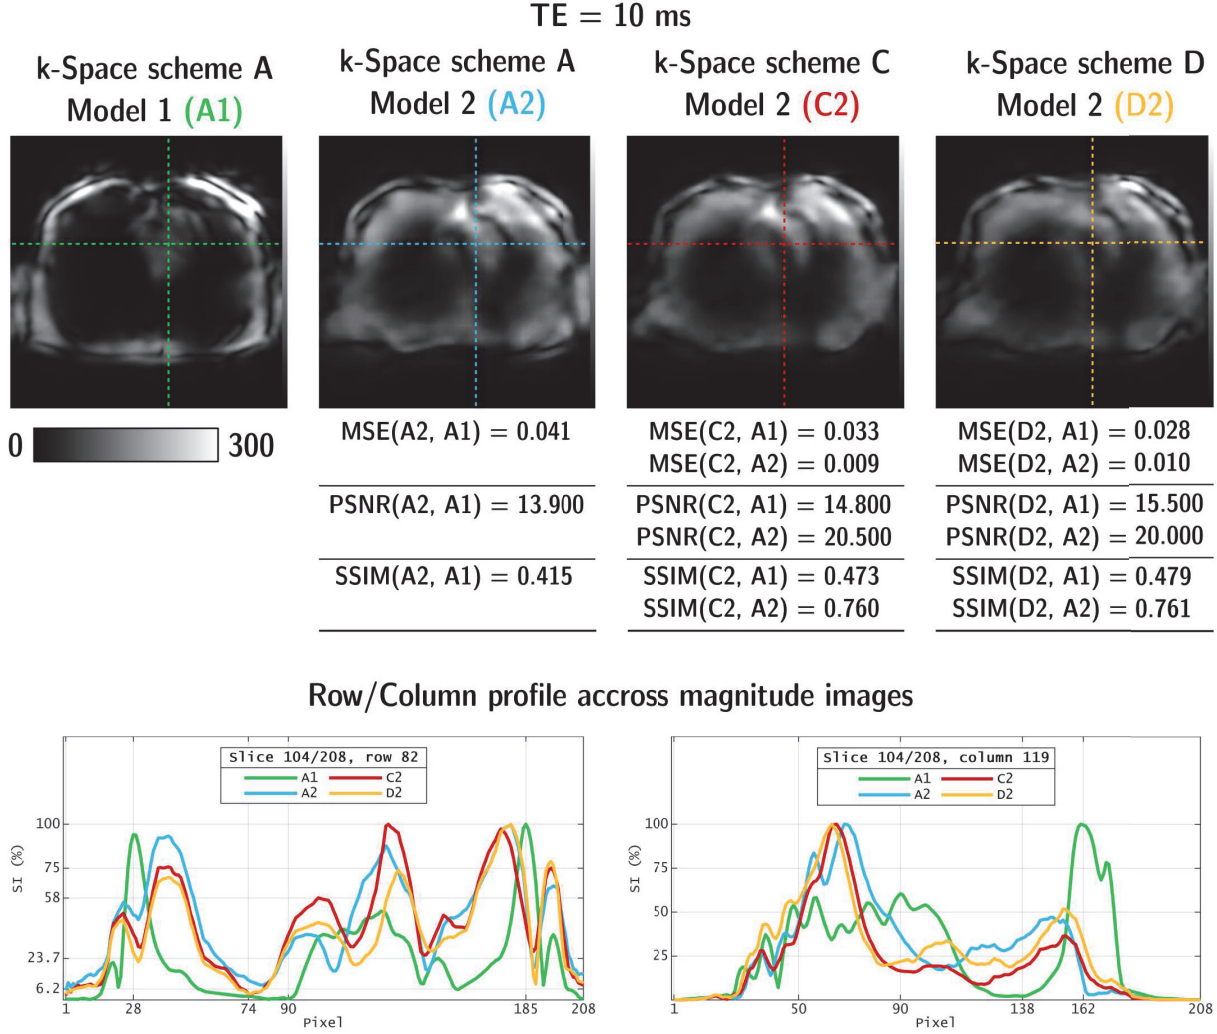 TE = 10 ms
k-Space scheme A
Model 1 (A1)
k-Space scheme A
Model 2 (A2)
k-Space scheme C
Model 2 (C2)
k-Space scheme D
Model 2 (D2)
0
300
MSE(A2, A1) = 0.041
PSNR(A2, A1) = 13.900
SSIM(A2, A1) = 0.415
MSE(C2, A1) = 0.033
MSE(C2, A2) = 0.009
PSNR(C2, A1) = 14.800
PSNR(C2, A2) = 20.500
SSIM(C2, A1) = 0.473
SSIM(C2, A2) = 0.760
MSE(D2, A1) = 0.028
MSE(D2, A2) = 0.010
PSNR(D2, A1) = 15.500
PSNR(D2, A2) = 20.000
SSIM(D2, A1) = 0.479
SSIM(D2, A2) = 0.761
Row/Column profile accross magnitude images
Slice 104/208, row 82
A1 C2
A2 D2
SI (%)
100
75
58
23.7
6.2
1 28 74 90 185 208
Pixel
Slice 104/208, column 119
A1 C2
A2 D2
SI (%)
100
75
50
25
1 50 90 138 162 208
Pixel